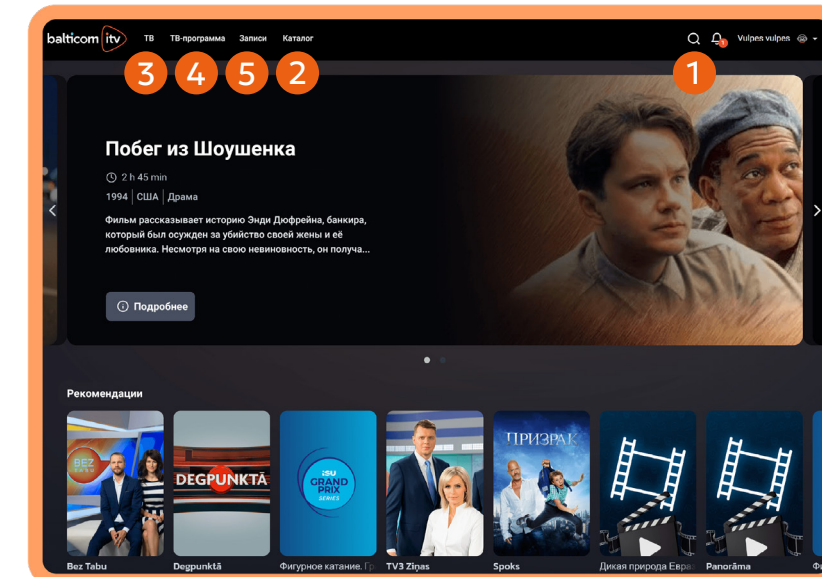 balticom itv ТВ ТВ-программа Записи Каталог 1 Vulpes vulpes
3 4 5 2 1
Побег из Шоушенка
2 h 45 min
1994 | США | Драма
Фильм рассказывает историю Энди Дюфрейна, банкира,
который был осужден за убийство своей жены и её
любовника. Несмотря на свою невиновность, он получа...
Подробнее
Рекомендации
BEZ TABU
DEGPUNKTĀ
ISU
GRAND
PRIX
SERIES
ПРИЗРАК
Bez Tabu Degpunktā Фигурное катание. Гр TV3 Ziņas Spoks Дикая природа Евра Panorāma